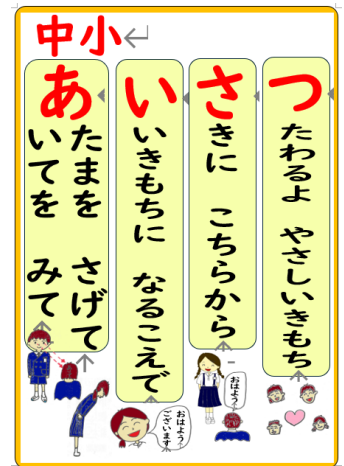 中小
あ
たまを　さげて
いてを　みて
い
いきもちに　なるこえで
さ
きに　こちらから
つ
たわるよ　やさしいきもち
おはよう
ございます
おはよう